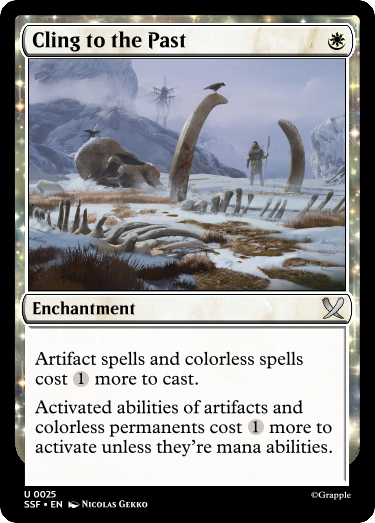 Cling to the Past
Enchantment
Artifact spells and colorless spells
cost 1 more to cast.
Activated abilities of artifacts and
colorless permanents cost 1 more to
activate unless they're mana abilities.
U 0025
SSF • EN Nicolas Gekko
©Grapple